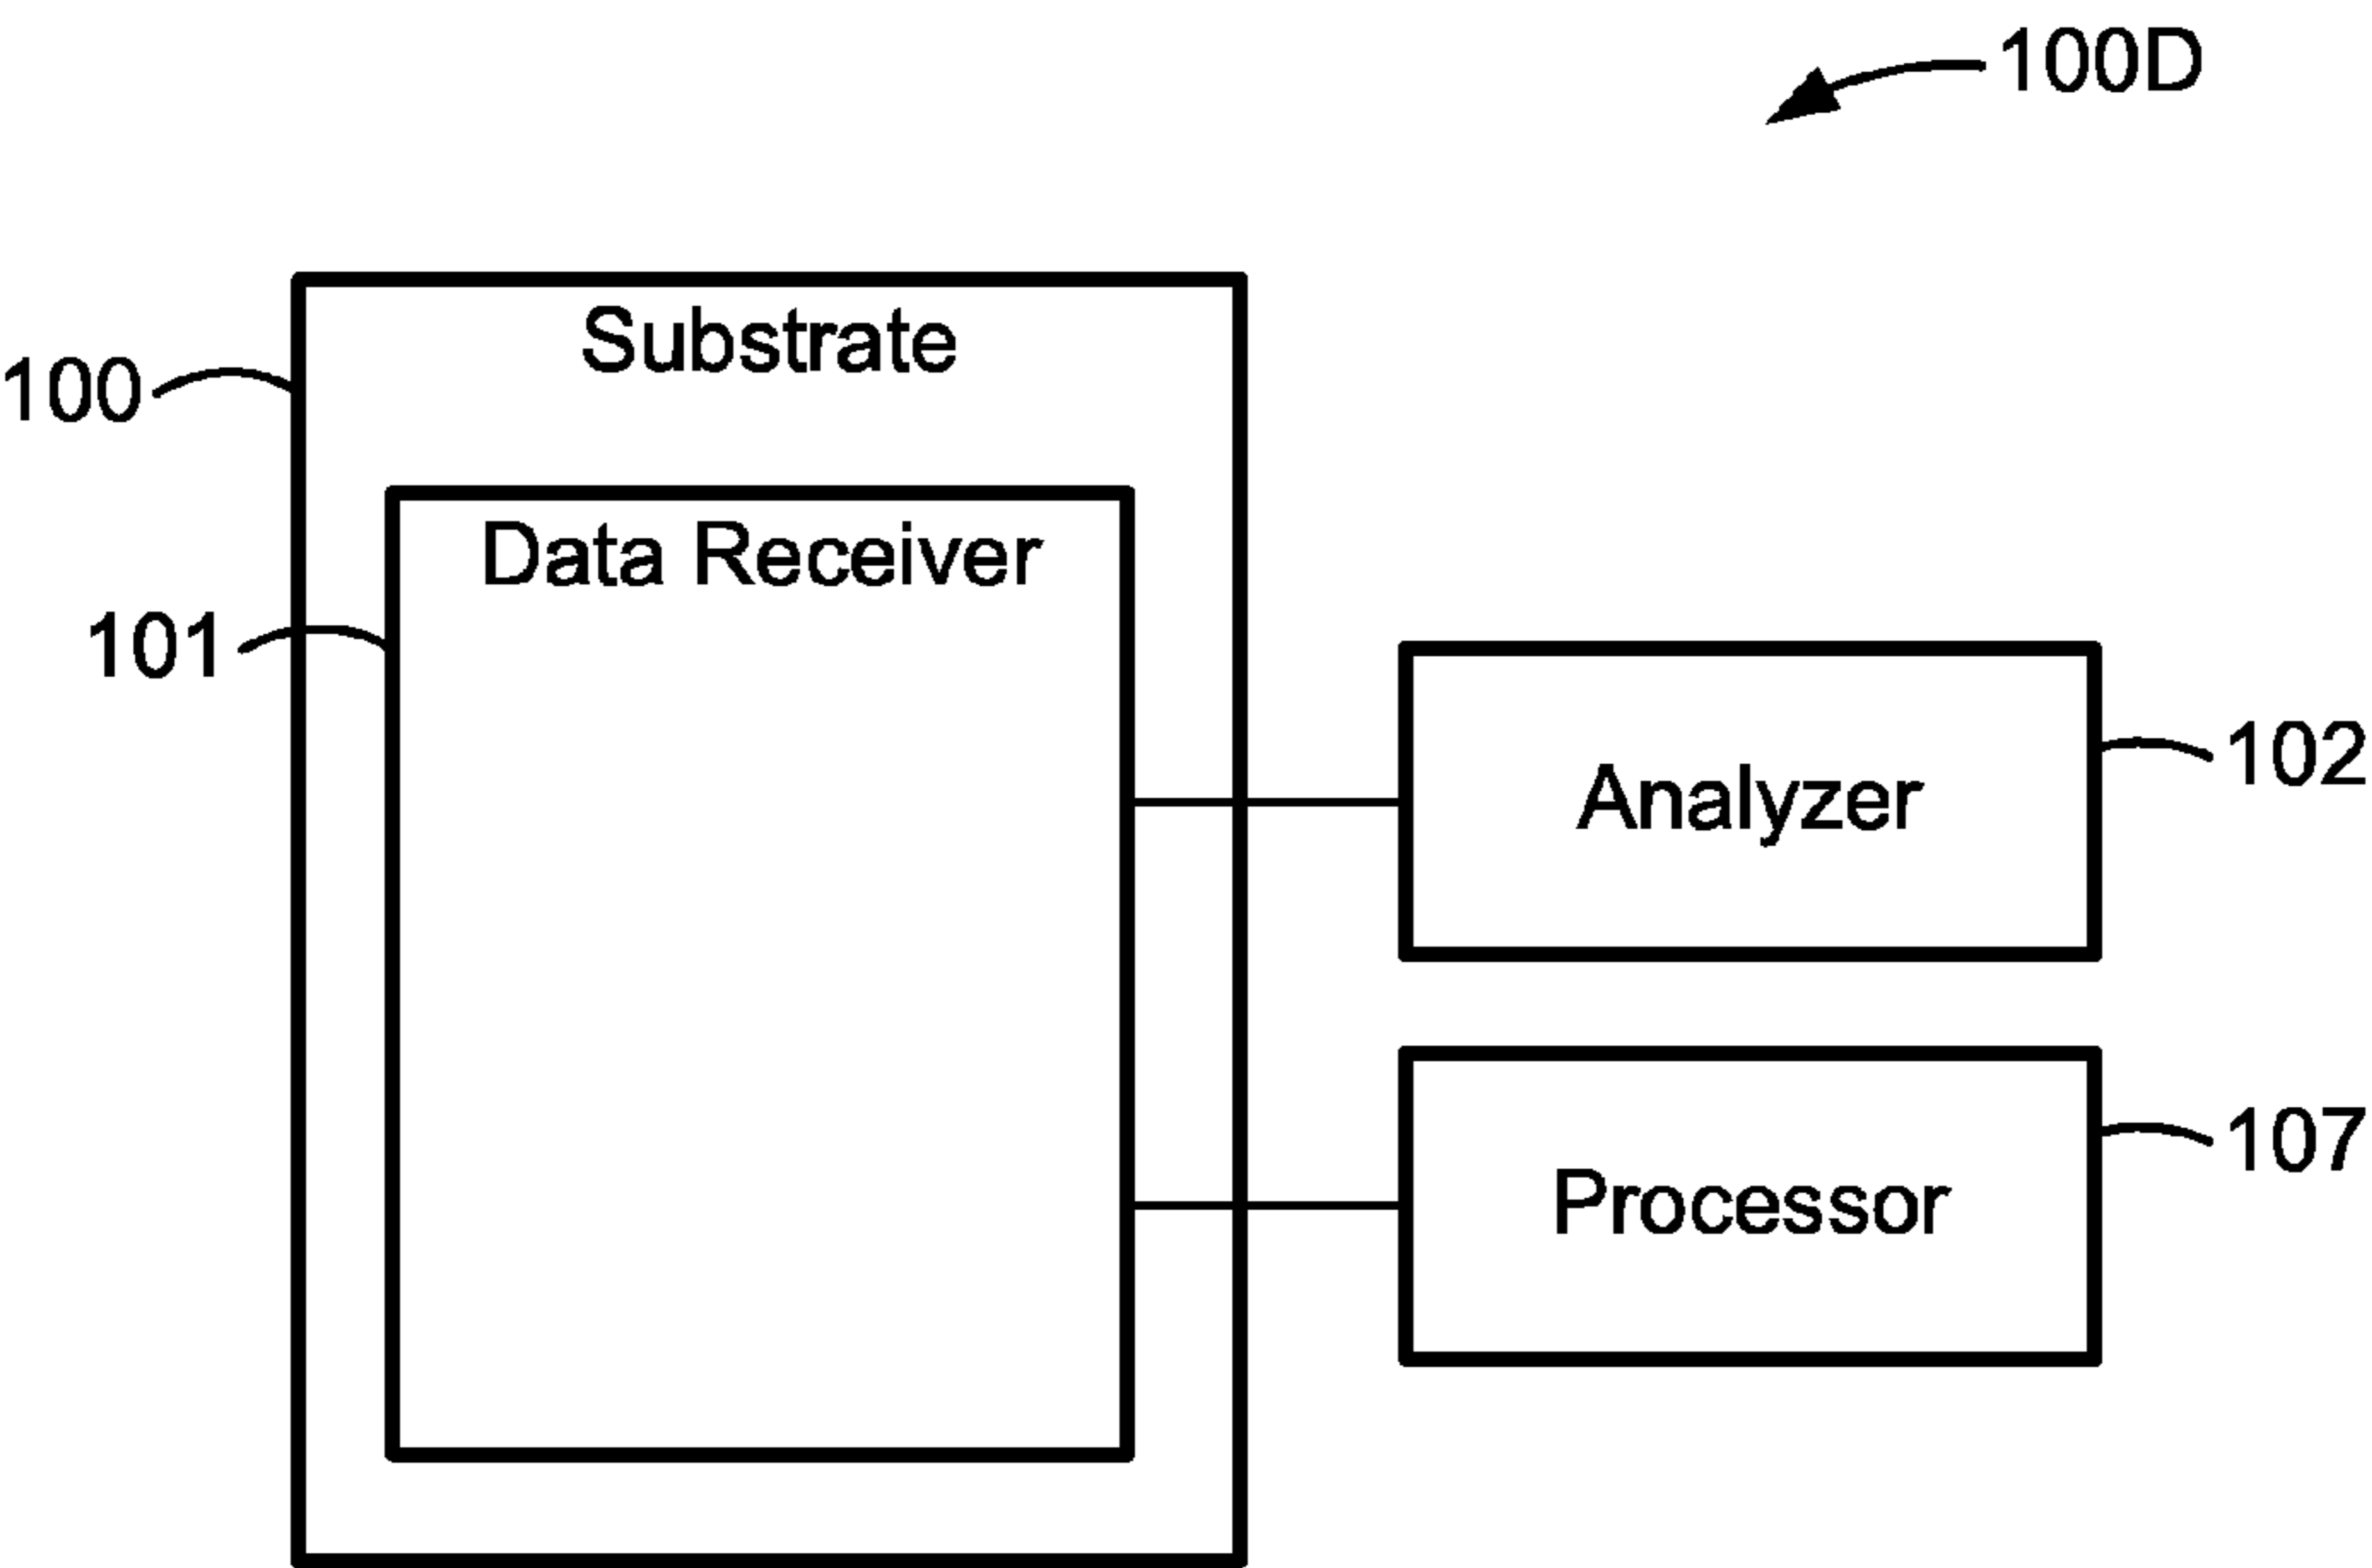 100D
Substrate
100
Data Receiver
101
102
Analyzer
107
Processor